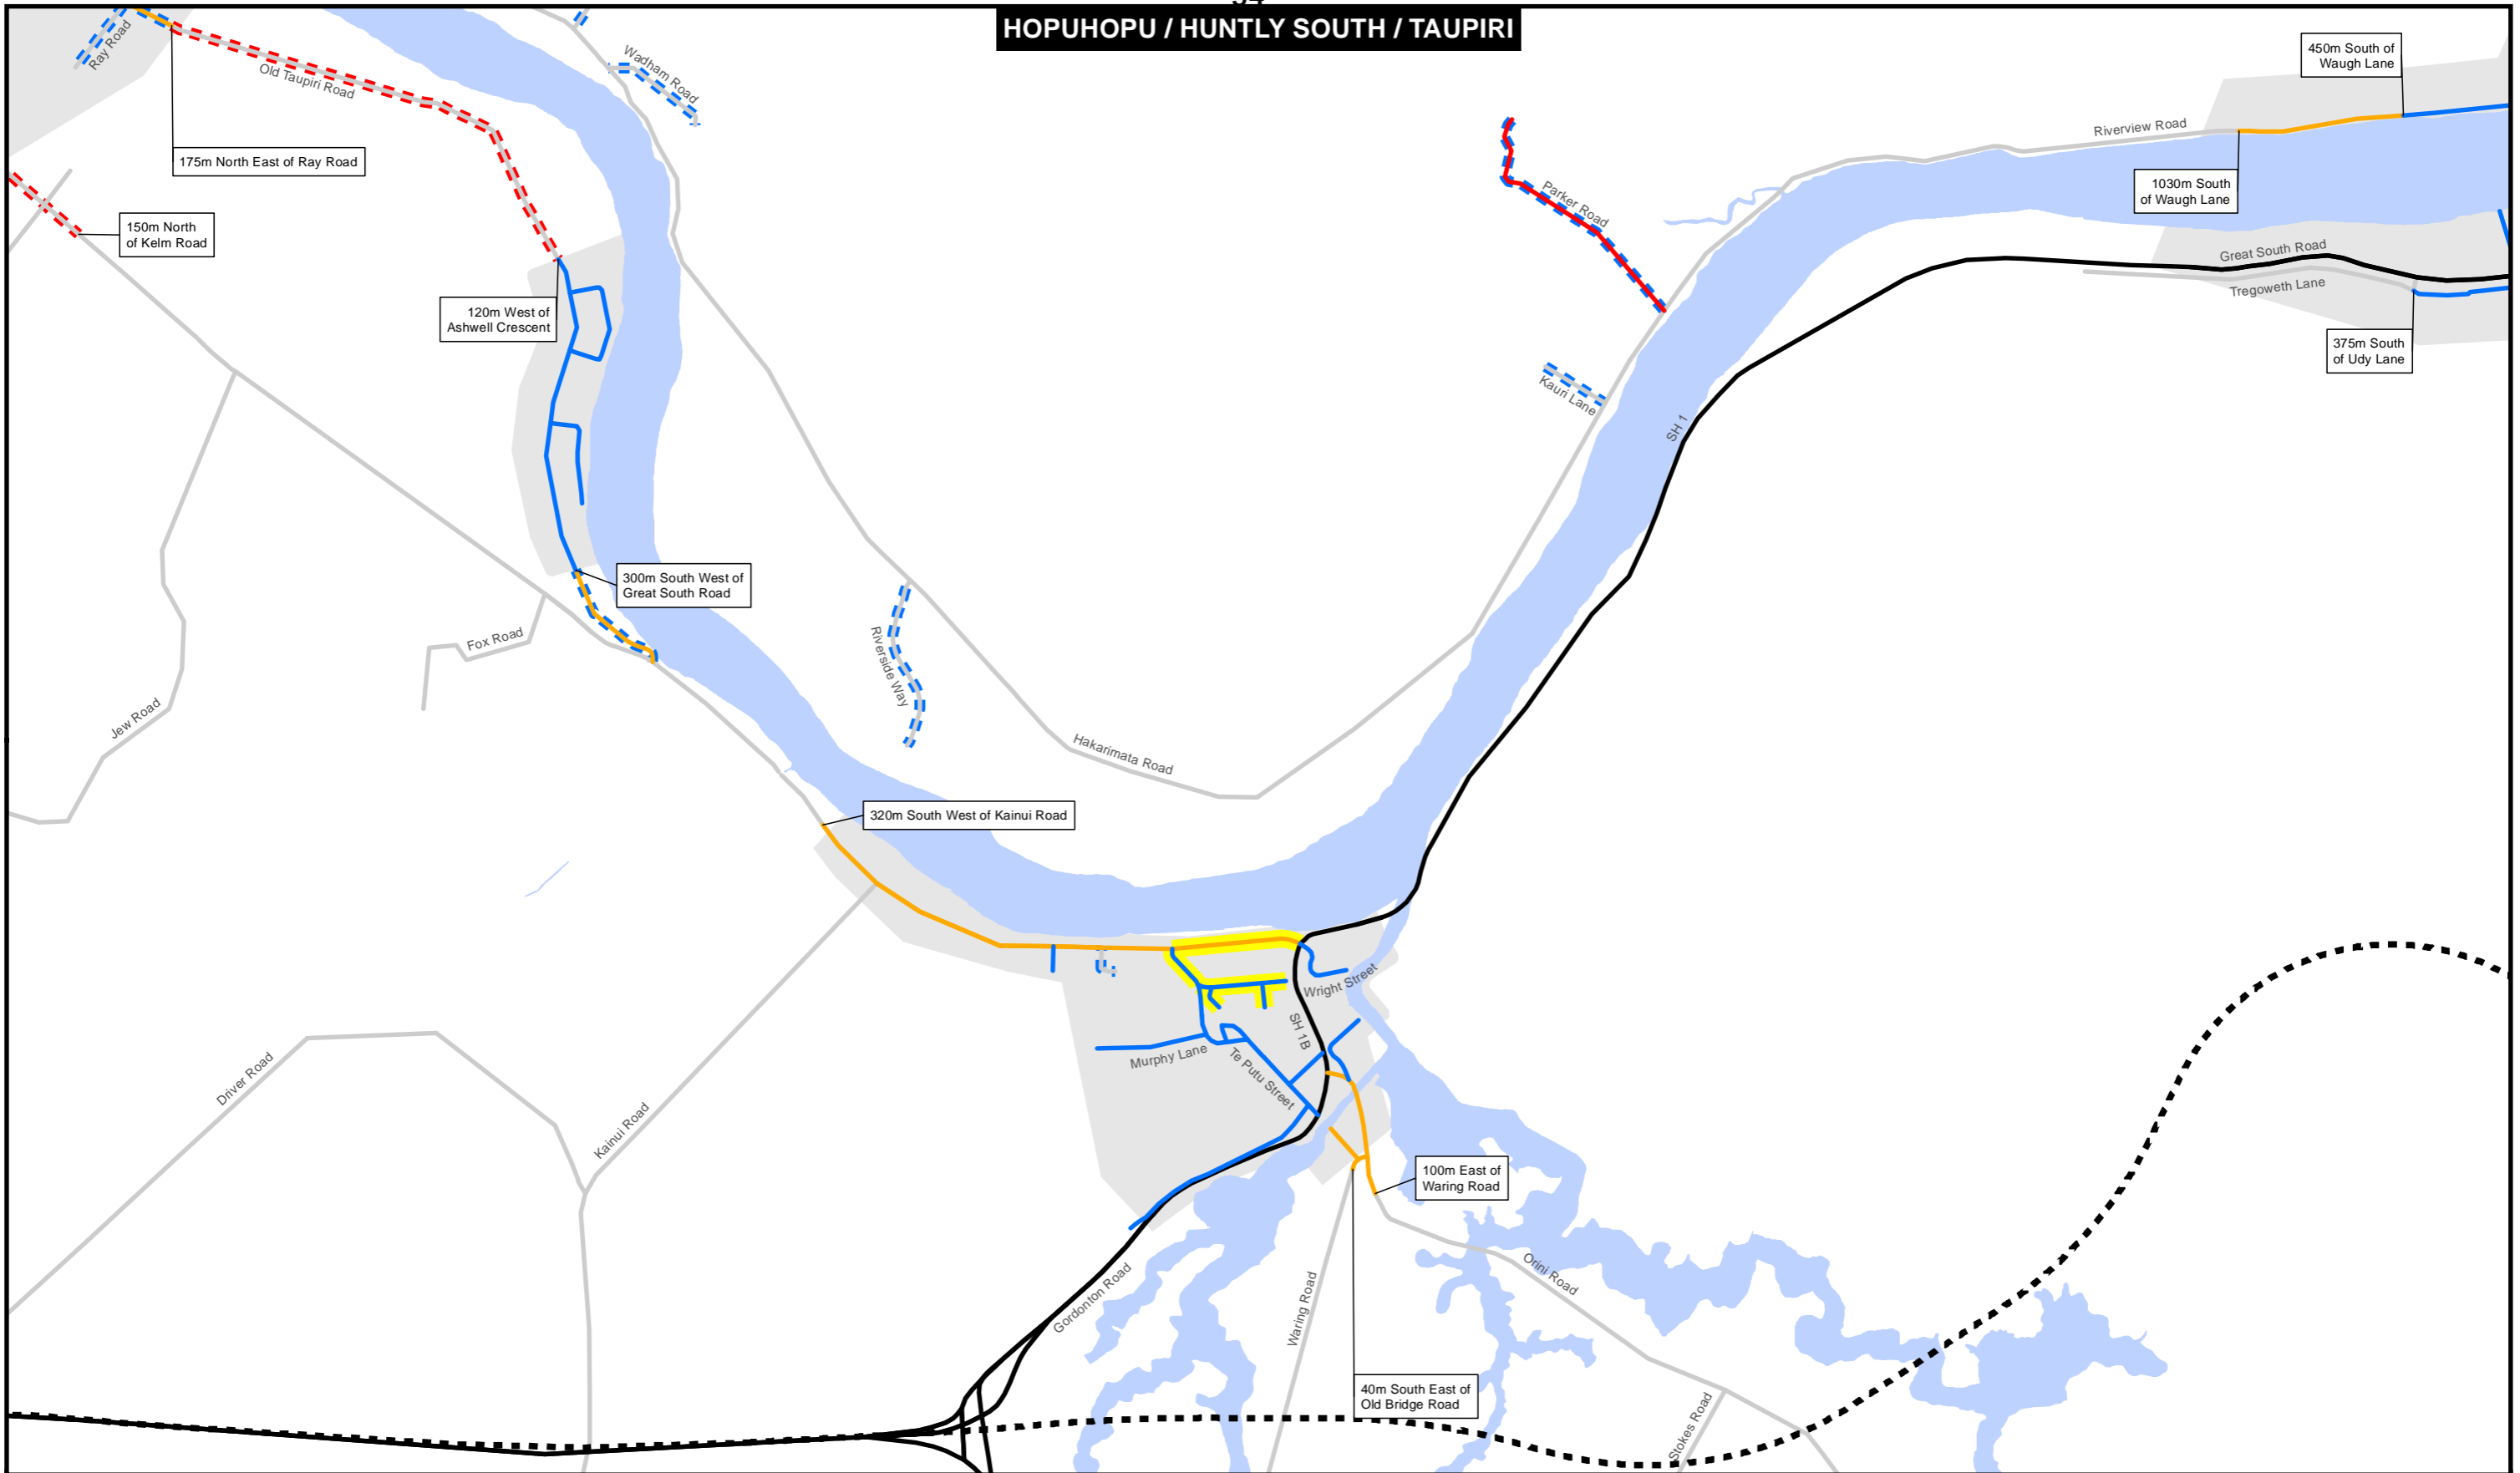 HOPUHOPU / HUNTLY SOUTH / TAUPIRI
Ray Road
Old Taupiri Road
Wadham Road
450m South of
Waugh Lane
Riverview Road
175m North East of Ray Road
1030m South
of Waugh Lane
Parker Road
150m North
of Kelm Road
Great South Road
Tregoweth Lane
120m West of
Ashwell Crescent
375m South
of Udy Lane
Kauri Lane
SH 1
300m South West of
Great South Road
Fox Road
Riverside Way
Jew Road
Hakarimata Road
320m South West of Kainui Road
Wright Street
SH 1B
Murphy Lane
Te Putu Street
Driver Road
Kainui Road
100m East of
Waring Road
Orini Road
Gordonton Road
Waring Road
40m South East of
Old Bridge Road
Stokes Road